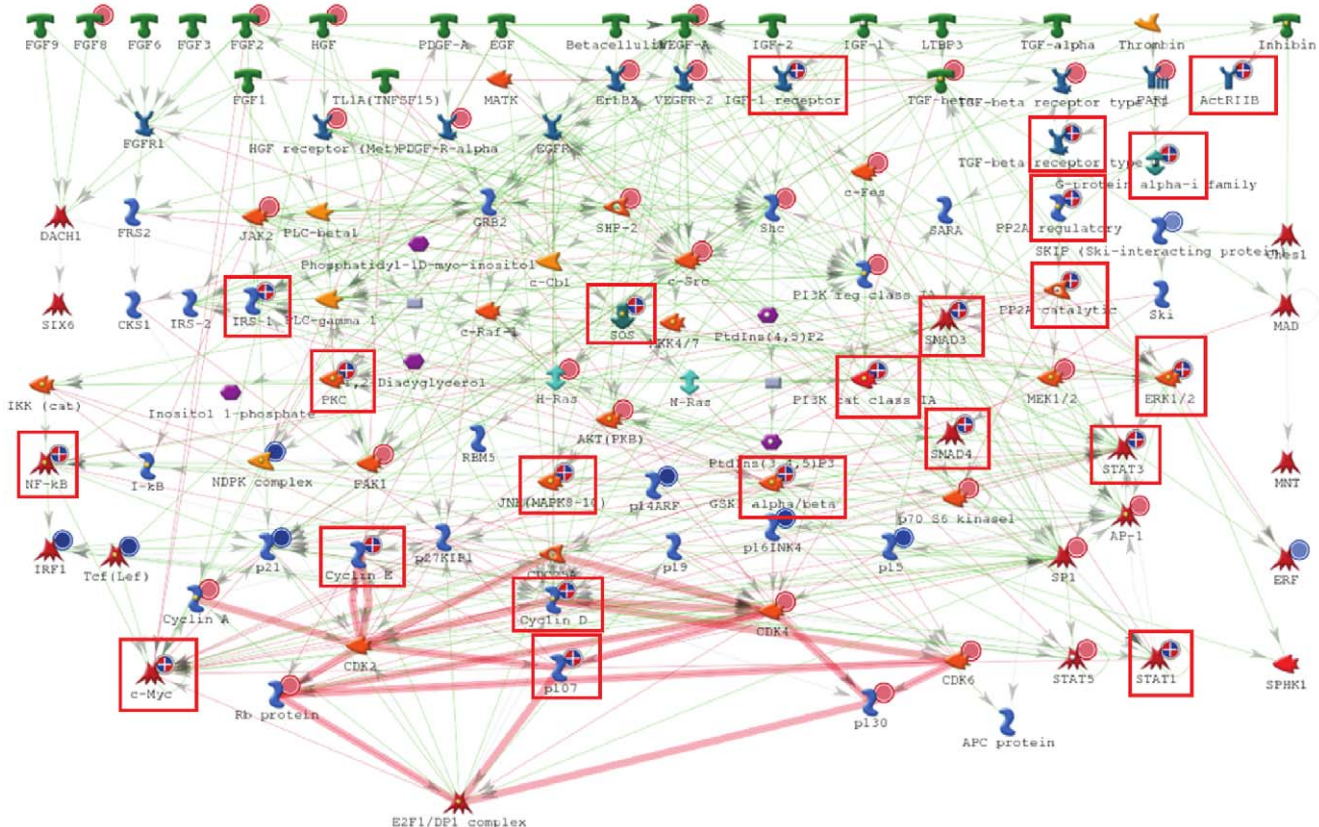 FGF9 FGF8 FGF6 FGF3 FGF2 HGF PDGF-A EGF Betacellulin VEGF-A IGF-2 IGF-1 LTBP3 TGF-alpha Thrombin Inhibin
FGF1 TL1A(TNFSF15) MATK ErbB2 VEGFR-2 IGF-1 receptor TGF-beta TGF-beta receptor type PAR1 ActRIIB
FGFR1 HGF receptor (Met) PDGF-R-alpha EGFR TGF-beta receptor type
c-Fes G-protein alpha-i family
DACH1 FRS2 JAK2 PLC-beta1 GRB2 SHP-2 Shc SARA PP2A regulatory
SKIP (Ski-interacting protein) Ches1
Phosphatidyl-1D-myo-inositol c-Cbl c-Src PI3K reg class IA
SIX6 CKS1 IRS-2 IRS-1 PLC-gamma 1 c-Raf-1 SOS MKK4/7 PtdIns(4,5)P2 SMAD3 PP2A catalytic Ski MAD
IKK (cat) Inositol 1-phosphate PKC 1,2-Diacyglycerol H-Ras N-Ras PI3K cat class IA MEK1/2 ERK1/2
AKT(PKB)
NF-kB I-kB NDPK complex FAK1 RBM5 PtdIns(3,4,5)P3 SMAD4 STAT3 MNT
JNK(MAPK8-10) p14ARF GSK3 alpha/beta p70 S6 kinase1
IRF1 Tcf(Lef) p21 Cyclin E p27KIP1 p19 p16INK4 p15 SP1 AP-1 ERF
Cyclin A Cyclin D CDK4
c-Myc CDK2 p107 CDK6 STAT5 STAT1 SPHK1
Rb protein p130 APC protein
E2F1/DP1 complex